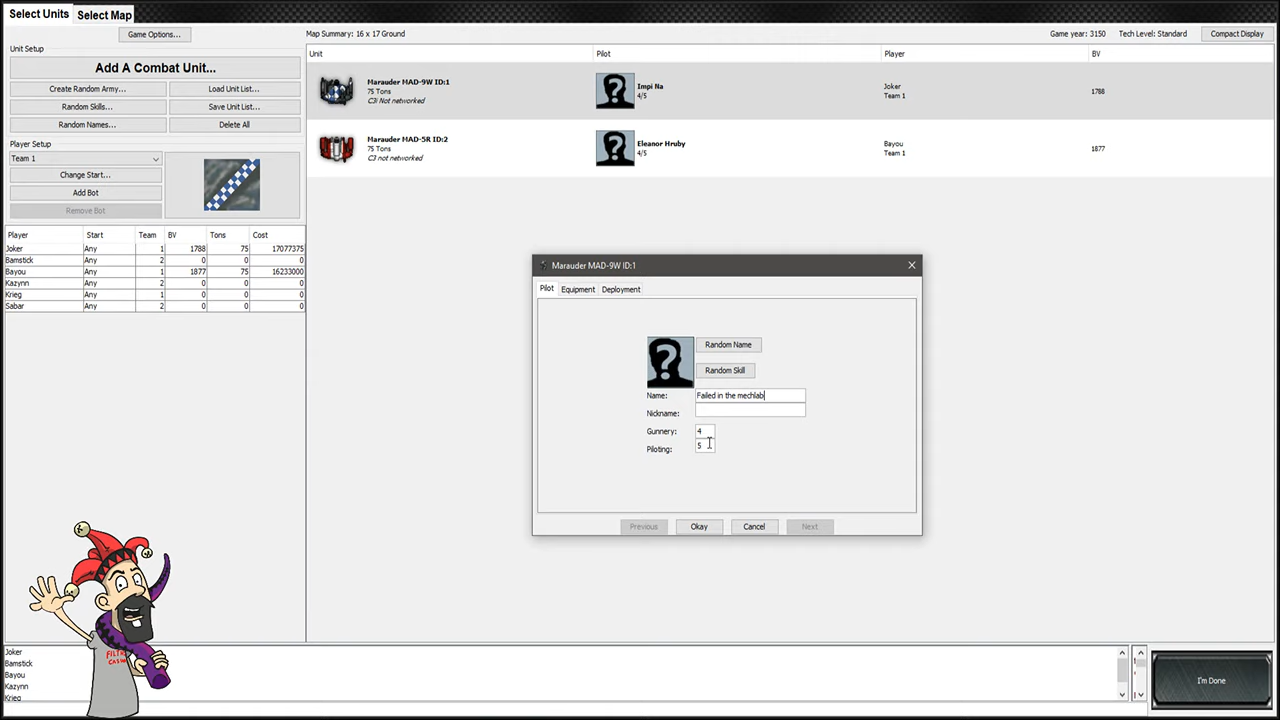 Select Units
Select Map
Game Options...
Map Summary: 16 x 17 Ground
Game year: 3150
Tech Level: Standard
Compact Display
Unit Setup
Add A Combat Unit...
Create Random Army...
Load Unit List...
Random Skills...
Save Unit List...
Random Names...
Delete All
Player Setup
Team 1
Change Start...
Add Bot
Remove Bot
Player Start Team BV Tons Cost
Joker Any 1 1788 75 17077375
Bamstick Any 2 0 0 0
Bayou Any 1 1877 75 16233000
Kazynn Any 2 0 0 0
Krieg Any 1 0 0 0
Sabar Any 2 0 0 0
Unit Pilot Player BV
Marauder MAD-9W ID:1
75 Tons
C3I Not networked
Impi Na
4/5
Joker
Team 1
1788
Marauder MAD-5R ID:2
75 Tons
C3 not networked
Eleanor Hruby
4/5
Bayou
Team 1
1877
Marauder MAD-9W ID:1
Pilot Equipment Deployment
Random Name
Random Skill
Name: Failed in the mechlab
Nickname:
Gunnery: 4
Piloting: 5
Previous Okay Cancel Next
Joker
Bamstick
Bayou
Kazynn
Krieg
I'm Done